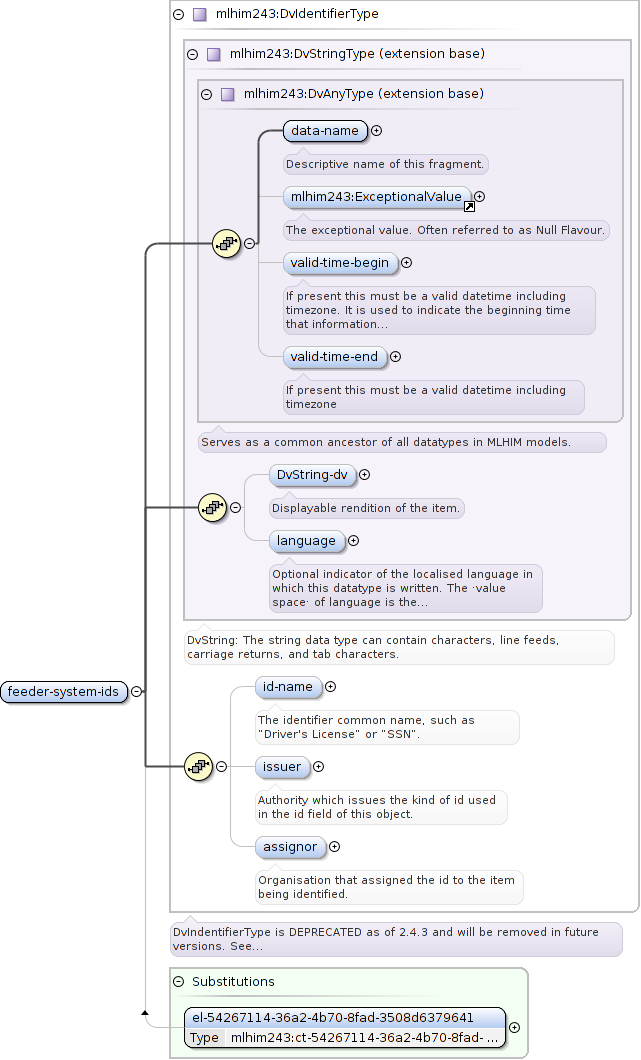 mlhim243:DvIdentifierType
mlhim243:DvStringType (extension base)
mlhim243:DvAnyType (extension base)
data-name
Descriptive name of this fragment.
mlhim243:ExceptionalValue
The exceptional value. Often referred to as Null Flavour.
valid-time-begin
If present this must be a valid datetime including
timezone. It is used to indicate the beginning time
that information...
valid-time-end
If present this must be a valid datetime including
timezone
Serves as a common ancestor of all datatypes in MLHIM models.
DvString-dv
Displayable rendition of the item.
language
Optional indicator of the localised language in
which this datatype is written. The ·value
space· of language is the...
DvString: The string data type can contain characters, line feeds,
carriage returns, and tab characters.
feeder-system-ids
id-name
The identifier common name, such as
"Driver's License" or "SSN".
issuer
Authority which issues the kind of id used
in the id field of this object.
assignor
Organisation that assigned the id to the item
being identified.
DvIndentifierType is DEPRECATED as of 2.4.3 and will be removed in future
versions. See...
Substitutions
el-54267114-36a2-4b70-8fad-3508d6379641
Type mlhim243:ct-54267114-36a2-4b70-8fad- ...